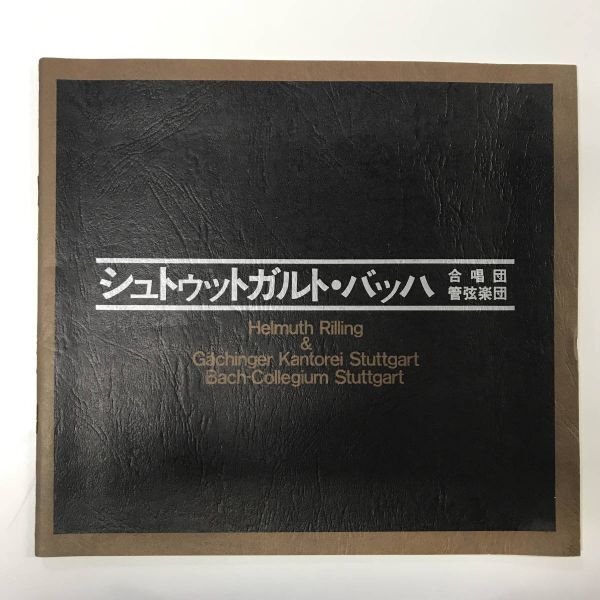 シュトゥットガルト・バッハ 合唱団
管弦楽団
Helmuth Rilling
&
Gächinger Kantorei Stuttgart
Bach-Collegium Stuttgart